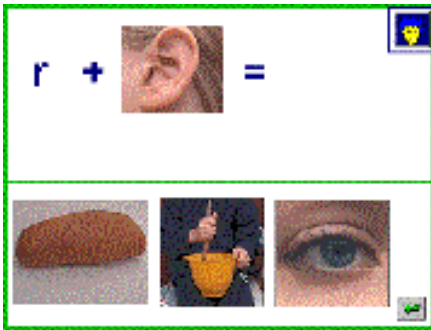 r + =